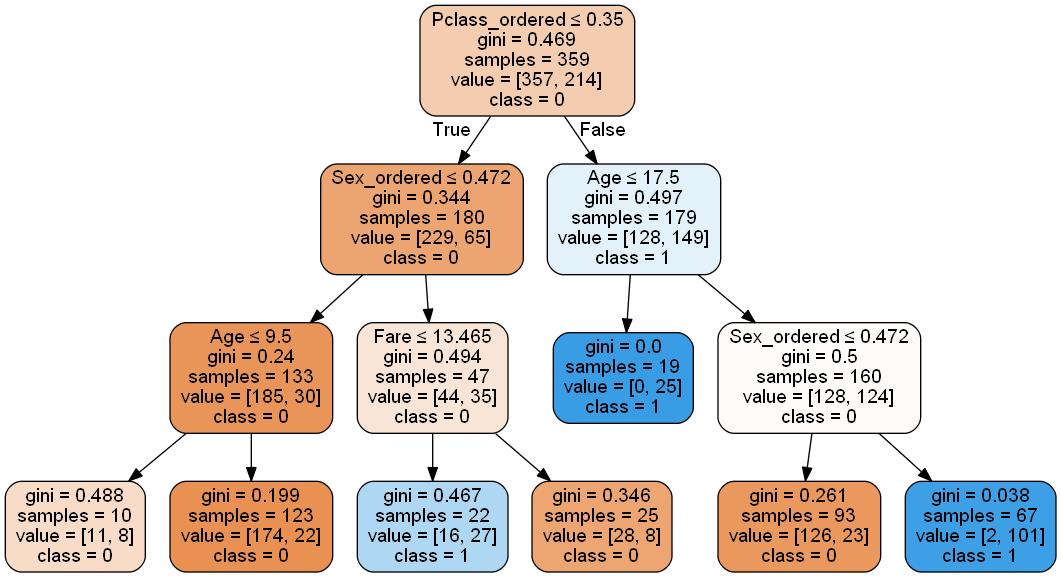 Pclass_ordered ≤ 0.35
gini = 0.469
samples = 359
value = [357, 214]
class = 0
True
False
Sex_ordered ≤ 0.472
gini = 0.344
samples = 180
value = [229, 65]
class = 0
Age ≤ 17.5
gini = 0.497
samples = 179
value = [128, 149]
class = 1
Age ≤ 9.5
gini = 0.24
samples = 133
value = [185, 30]
class = 0
Fare ≤ 13.465
gini = 0.494
samples = 47
value = [44, 35]
class = 0
gini = 0.0
samples = 19
value = [0, 25]
class = 1
Sex_ordered ≤ 0.472
gini = 0.5
samples = 160
value = [128, 124]
class = 0
gini = 0.488
samples = 10
value = [11, 8]
class = 0
gini = 0.199
samples = 123
value = [174, 22]
class = 0
gini = 0.467
samples = 22
value = [16, 27]
class = 1
gini = 0.346
samples = 25
value = [28, 8]
class = 0
gini = 0.261
samples = 93
value = [126, 23]
class = 0
gini = 0.038
samples = 67
value = [2, 101]
class = 1